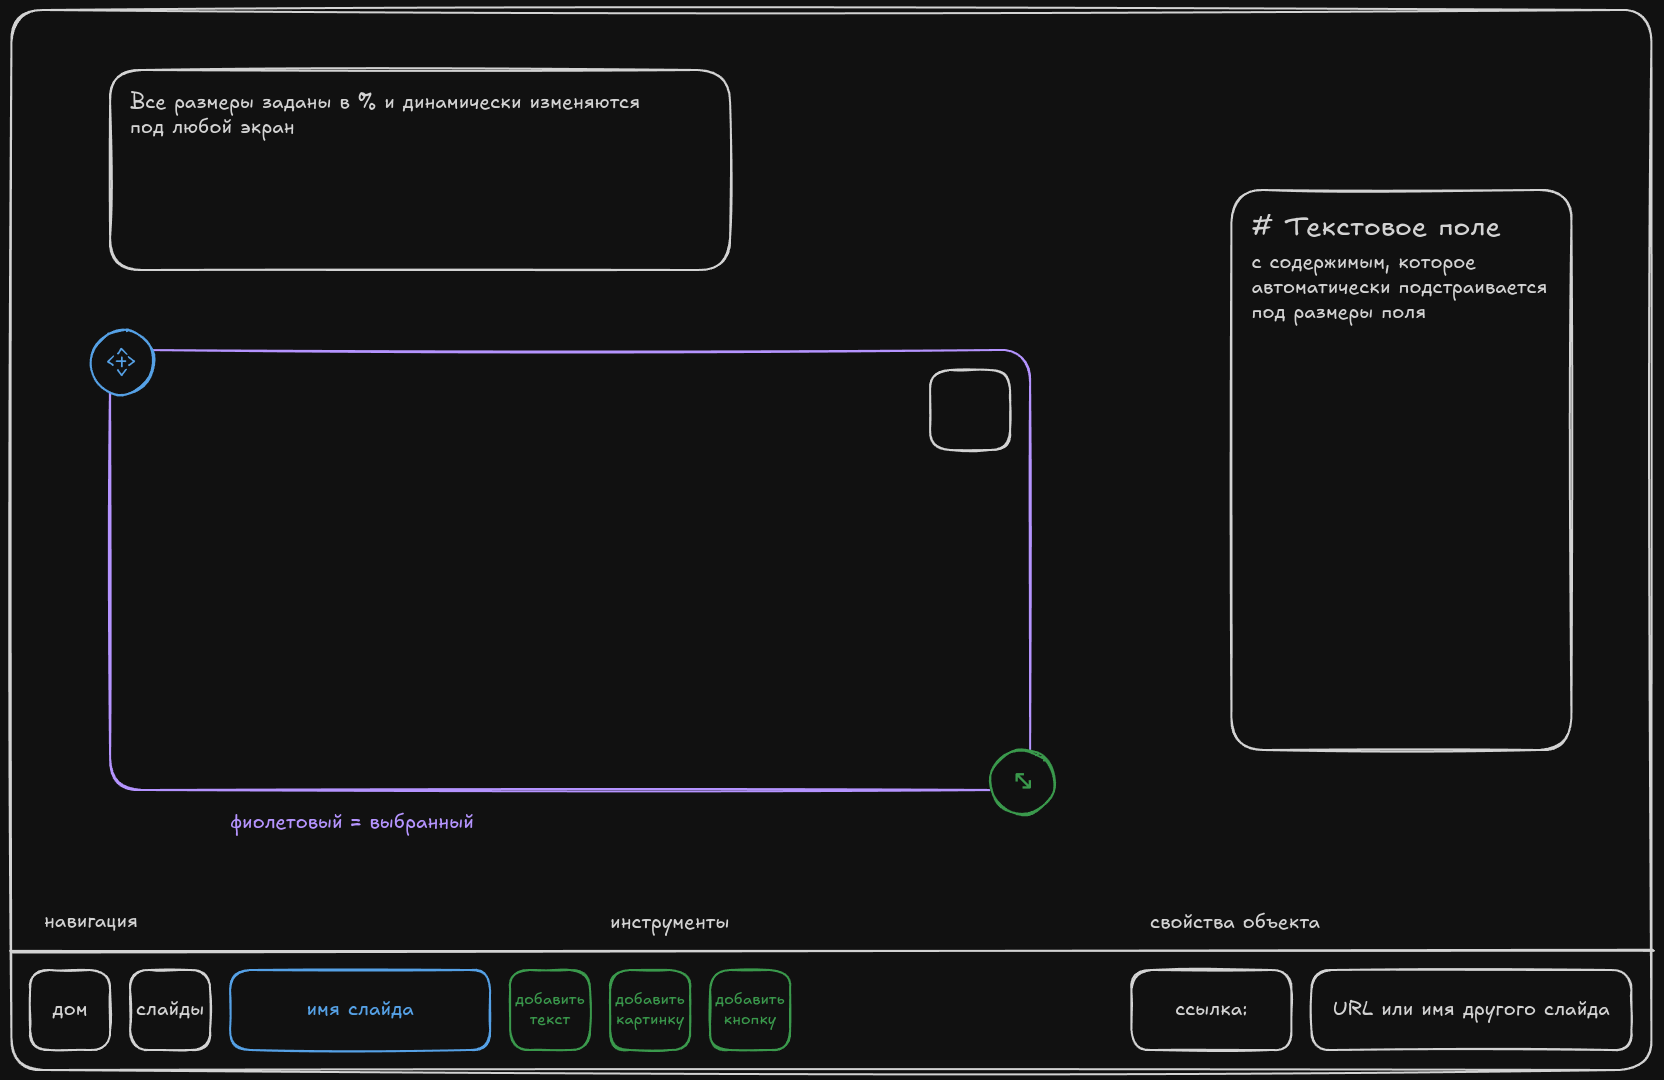 Все размеры заданы в % и динамически изменяются
под любой экран
# Текстовое поле
с содержимым, которое
автоматически подстраивается
под размеры поля
фиолетовый = выбранный
навигация
инструменты
свойства объекта
дом
слайды
имя слайда
добавить
текст
добавить
картинку
добавить
кнопку
ссылка:
URL или имя другого слайда